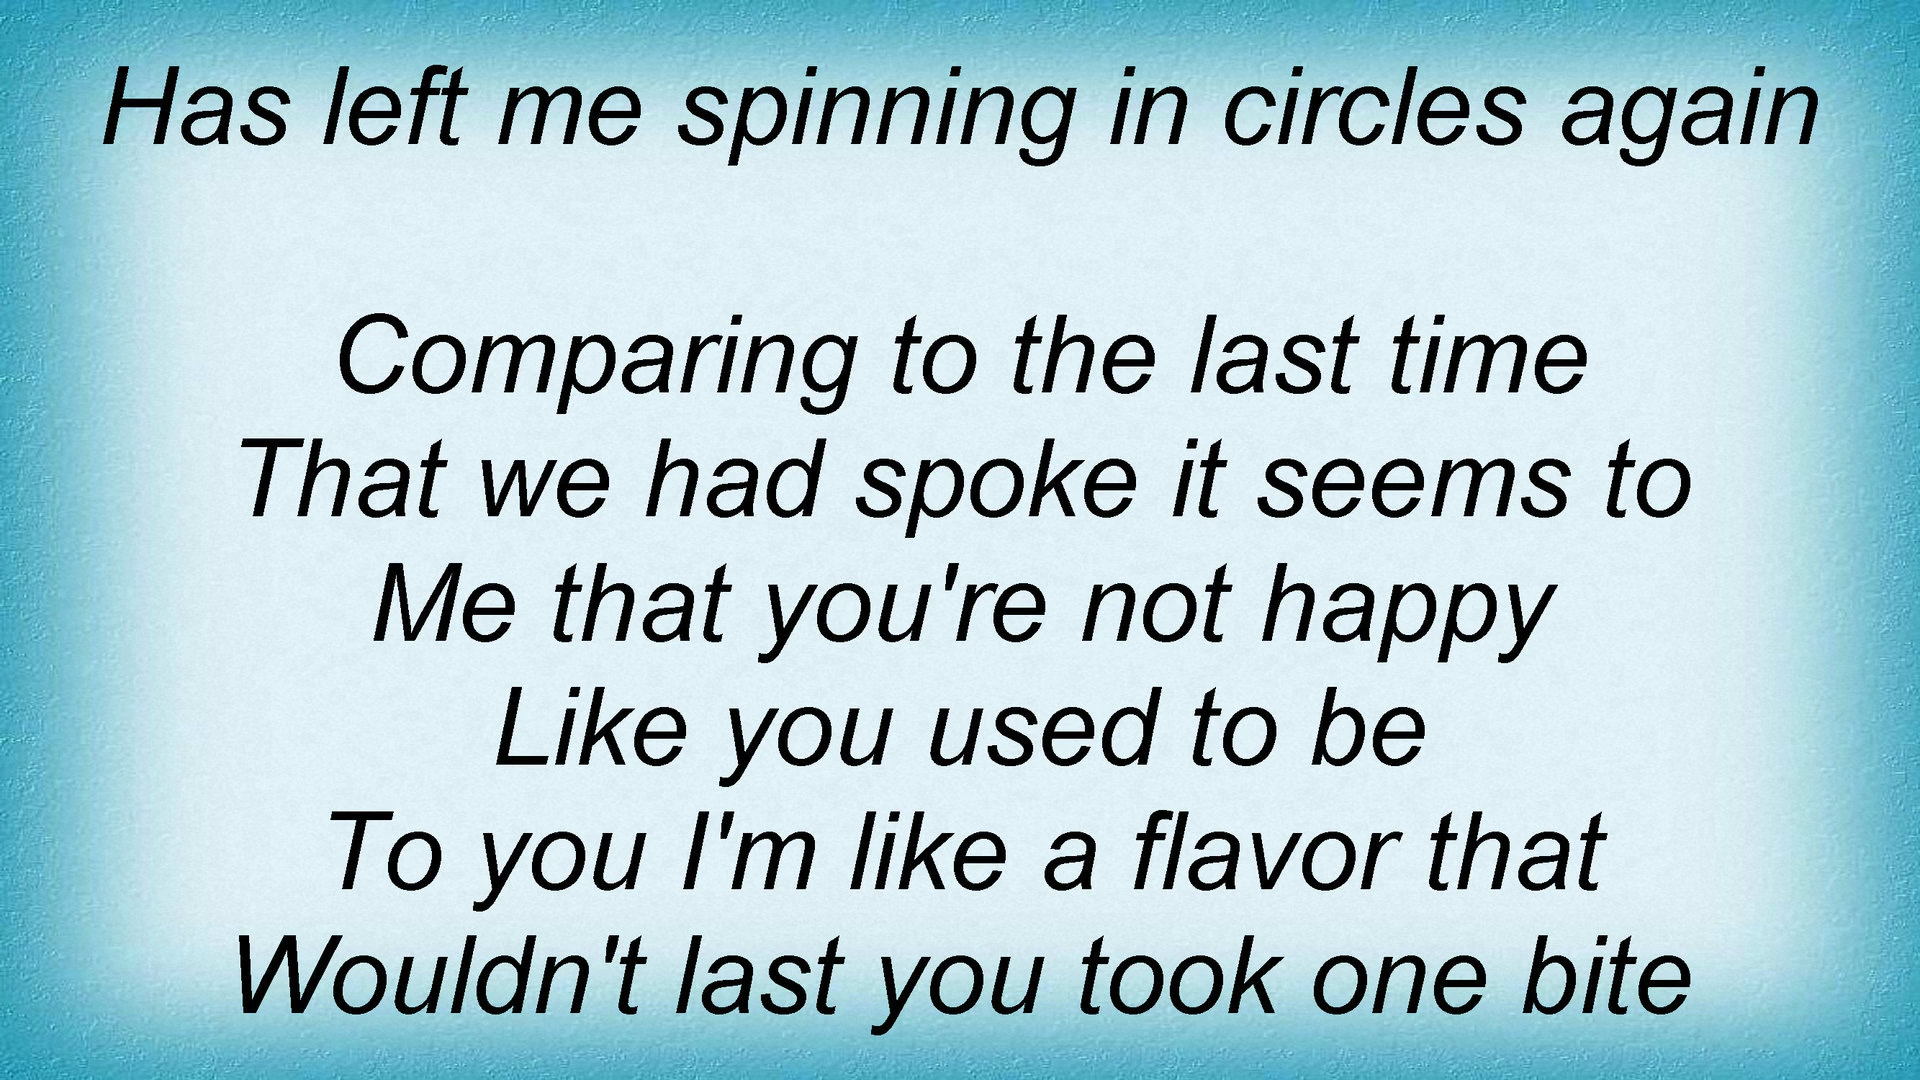 Has left me spinning in circles again
Comparing to the last time
That we had spoke it seems to
Me that you're not happy
Like you used to be
To you I'm like a flavor that
Wouldn't last you took one bite